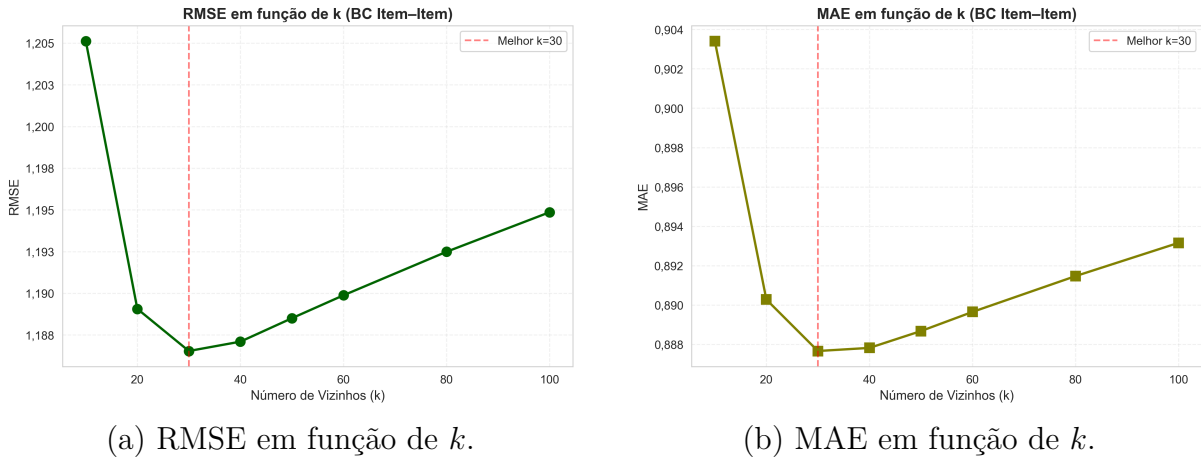 RMSE em função de k (BC Item–Item)
Melhor k=30
1,205
1,203
1,200
1,198
1,195
1,193
1,190
1,188
RMSE
20 40 60 80 100
Número de Vizinhos (k)
(a) RMSE em função de k.
MAE em função de k (BC Item–Item)
Melhor k=30
0,904
0,902
0,900
0,898
0,896
0,894
0,892
0,890
0,888
MAE
20 40 60 80 100
Número de Vizinhos (k)
(b) MAE em função de k.